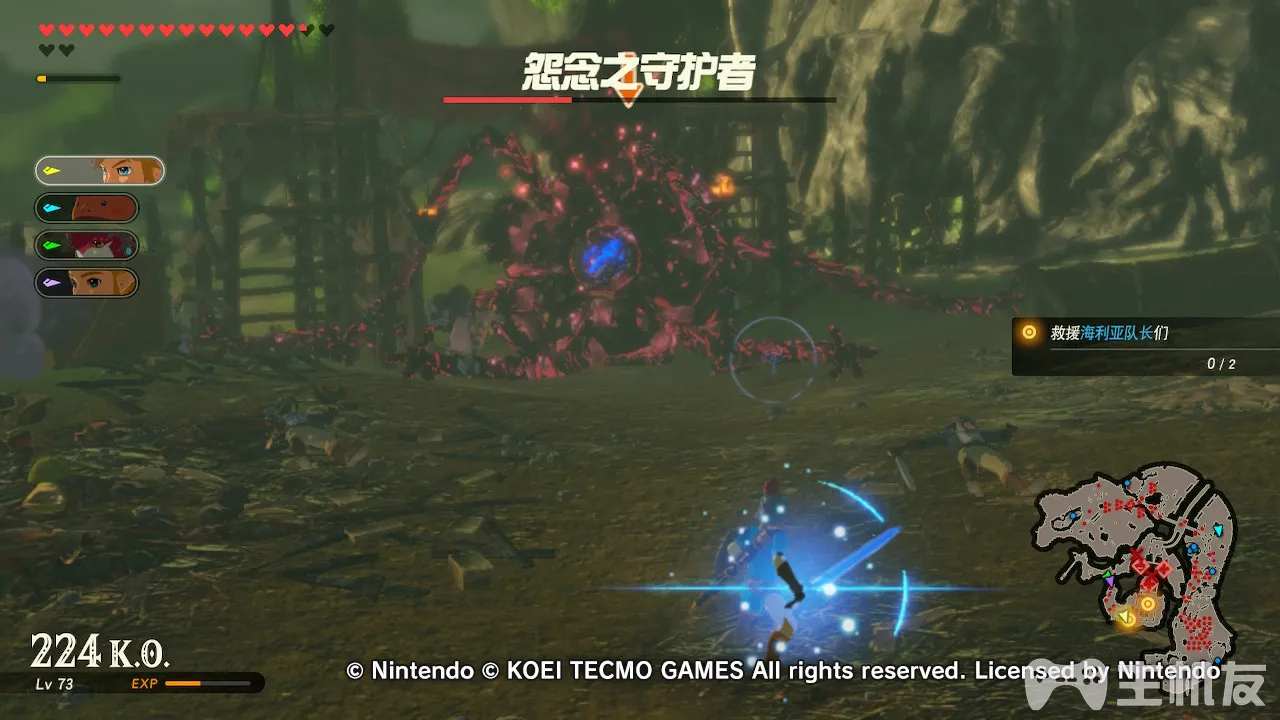 怨念之守护者
救援海利亚队长们
0 / 2
224 K.O.
Lv 73 EXP
© Nintendo © KOEI TECMO GAMES All rights reserved. Licensed by Nintendo
主机友